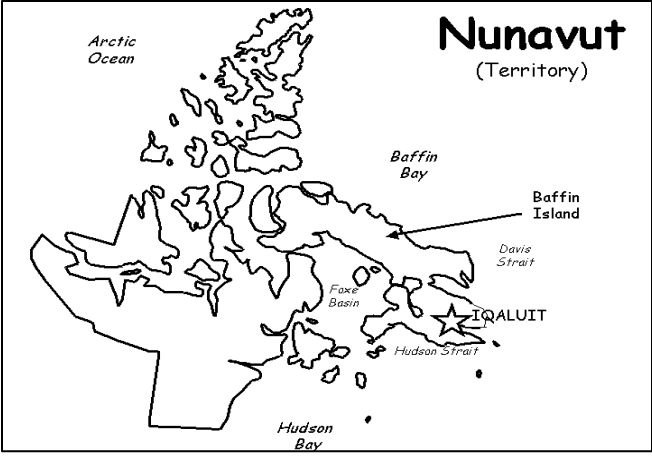 Nunavut
(Territory)
Arctic
Ocean
Baffin
Bay
Baffin
Island
Davis
Strait
Foxe
Basin
IQALUIT
Hudson Strait
Hudson
Bay